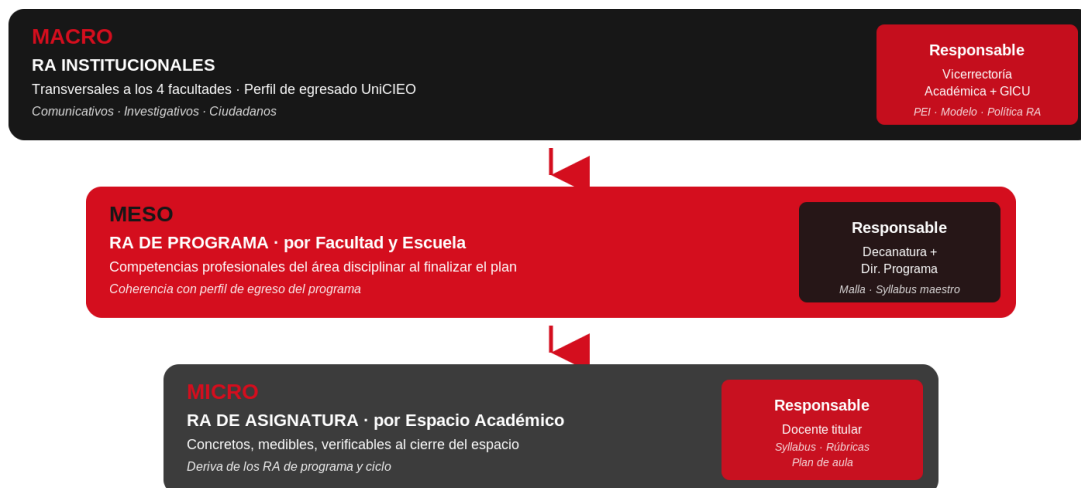 MACRO
RA INSTITUCIONALES
Transversales a los 4 facultades · Perfil de egresado UniCIEO
Comunicativos · Investigativos · Ciudadanos
Responsable
Vicerrectoría
Académica + GICU
PEI · Modelo · Política RA
MESO
RA DE PROGRAMA · por Facultad y Escuela
Competencias profesionales del área disciplinar al finalizar el plan
Coherencia con perfil de egreso del programa
Responsable
Decanatura +
Dir. Programa
Malla · Syllabus maestro
MICRO
RA DE ASIGNATURA · por Espacio Académico
Concretos, medibles, verificables al cierre del espacio
Deriva de los RA de programa y ciclo
Responsable
Docente titular
Syllabus · Rúbricas
Plan de aula